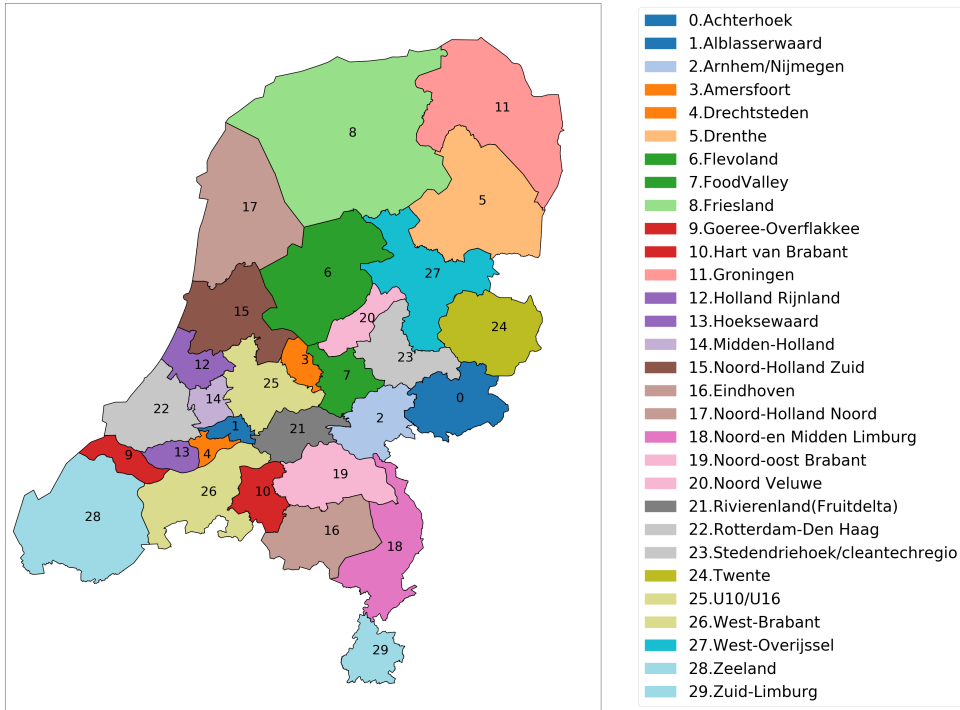 11
8
5
17
6
27
15
20
24
12
3
23
25
7
14
0
22
1
2
21
9
13
4
19
26
10
28
16
18
29
0.Achterhoek
1.Alblasserwaard
2.Arnhem/Nijmegen
3.Amersfoort
4.Drechtsteden
5.Drenthe
6.Flevoland
7.FoodValley
8.Friesland
9.Goeree-Overflakkee
10.Hart van Brabant
11.Groningen
12.Holland Rijnland
13.Hoeksewaard
14.Midden-Holland
15.Noord-Holland Zuid
16.Eindhoven
17.Noord-Holland Noord
18.Noord-en Midden Limburg
19.Noord-oost Brabant
20.Noord Veluwe
21.Rivierenland(Fruitdelta)
22.Rotterdam-Den Haag
23.Stedendriehoek/cleantechregio
24.Twente
25.U10/U16
26.West-Brabant
27.West-Overijssel
28.Zeeland
29.Zuid-Limburg